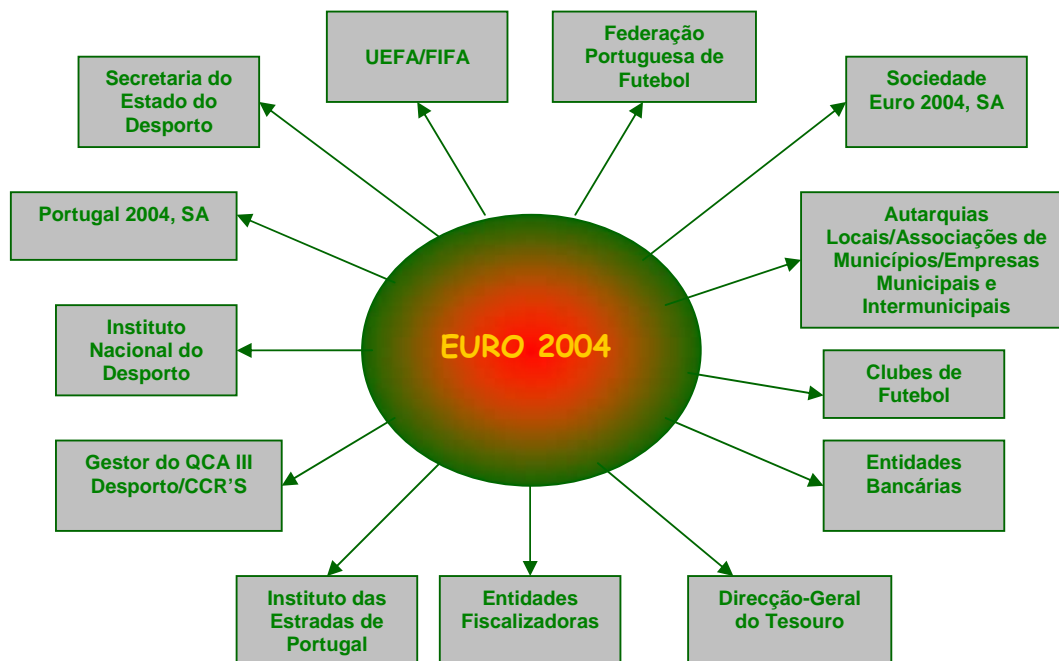 UEFA/FIFA
Federação
Portuguesa de
Futebol
Secretaria do
Estado do
Desporto
Sociedade
Euro 2004, SA
Portugal 2004, SA
Autarquias
Locais/Associações de
Municípios/Empresas
Municipais e
Intermunicipais
Instituto
Nacional do
Desporto
EURO 2004
Clubes de
Futebol
Gestor do QCA III
Desporto/CCR'S
Entidades
Bancárias
Instituto das
Estradas de
Portugal
Entidades
Fiscalizadoras
Direcção-Geral
do Tesouro